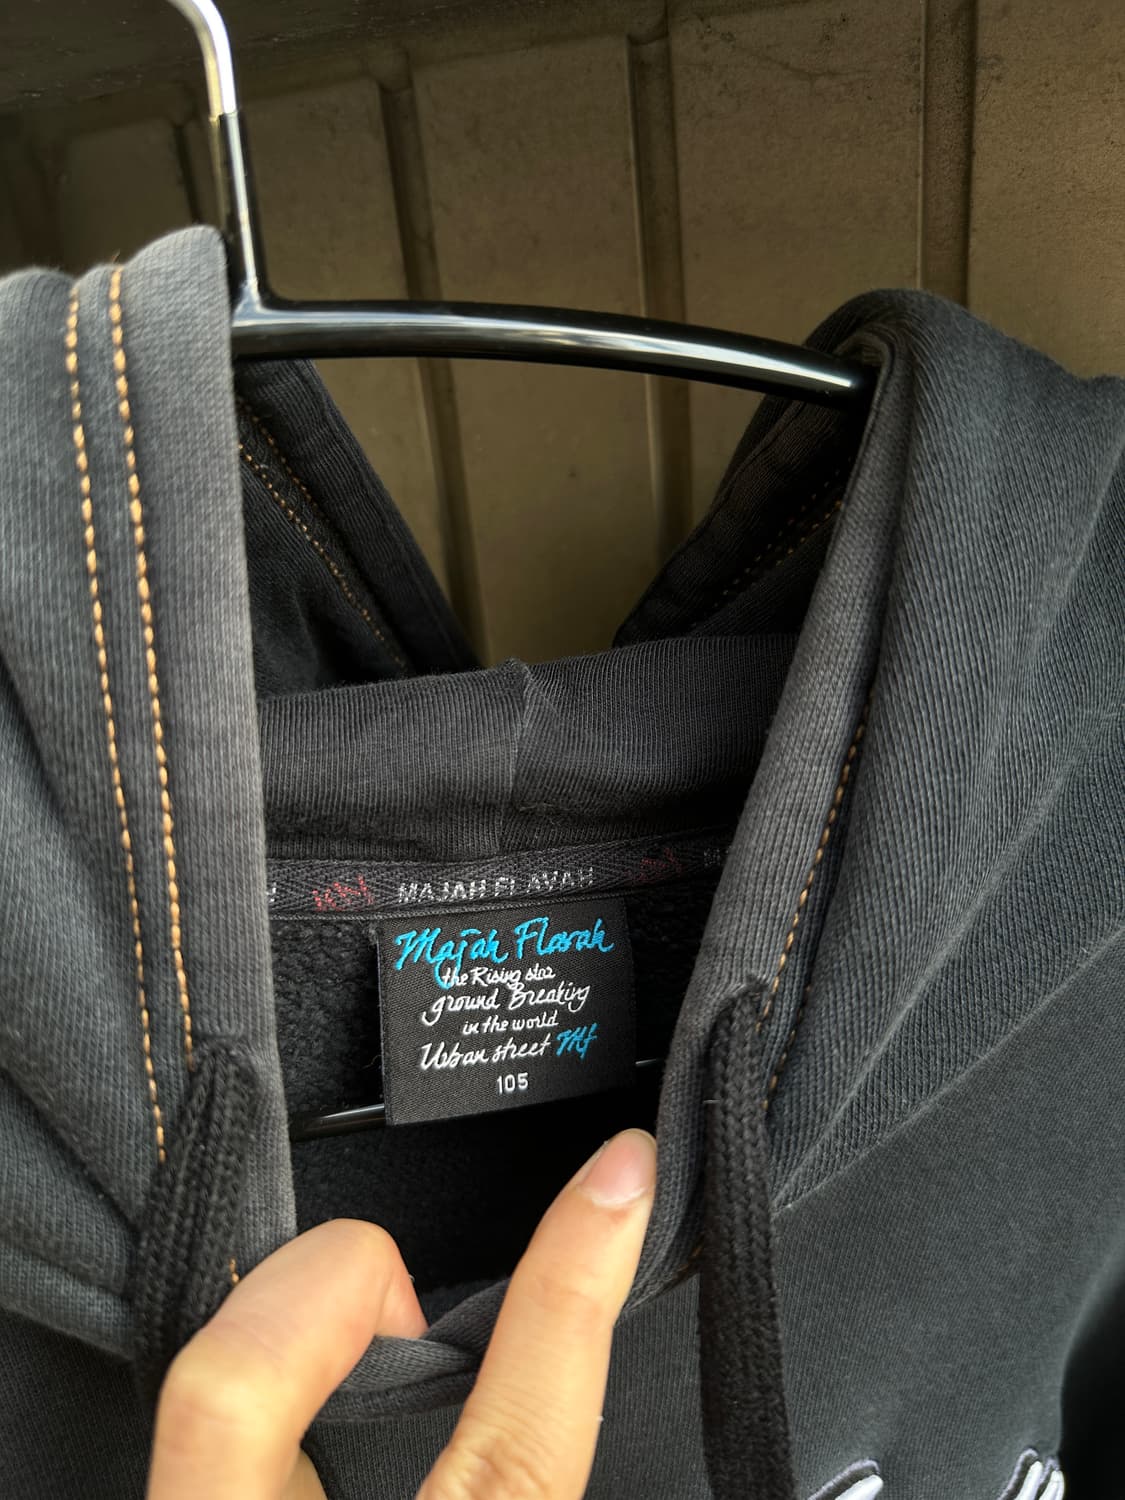 MAJAH FLAVAH
Majah Flavah
the Rising star
ground Breaking
in the world
Urban street Mf
105